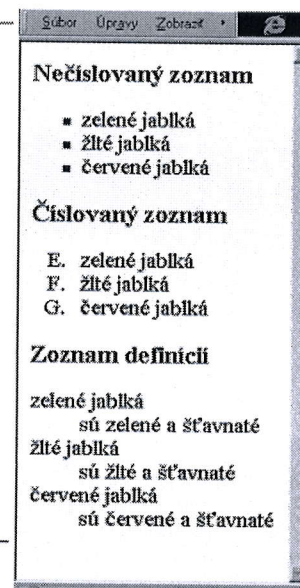 Súbor Úpravy Zobraziť
Nečíslovaný zoznam
▪ zelené jablká
▪ žlté jablká
▪ červené jablká
Číslovaný zoznam
E. zelené jablká
F. žlté jablká
G. červené jablká
Zoznam definícií
zelené jablká
sú zelené a šťavnaté
žlté jablká
sú žlté a šťavnaté
červené jablká
sú červené a šťavnaté